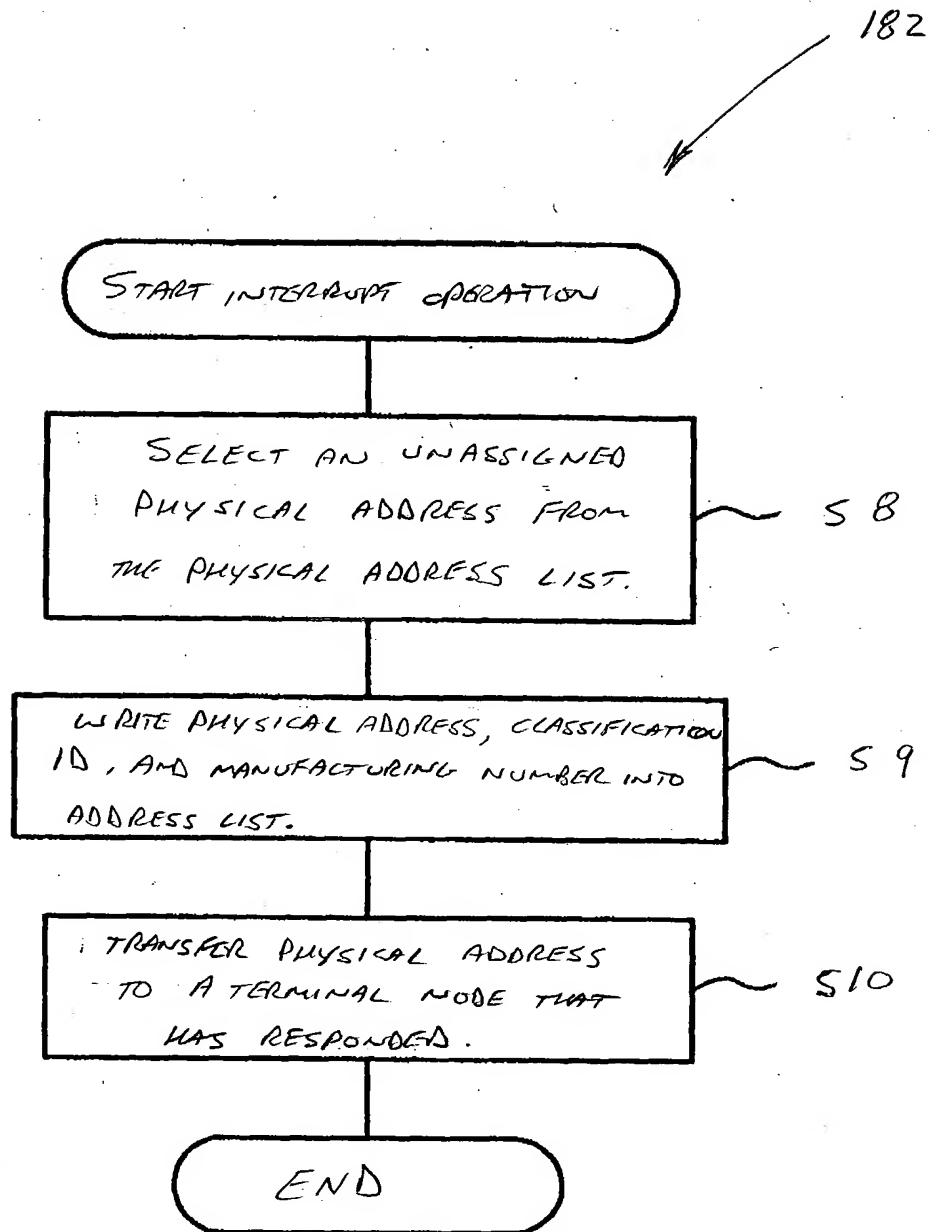 182
START INTERRUPT OPERATION
SELECT AN UNASSIGNED
PHYSICAL ADDRESS FROM
THE PHYSICAL ADDRESS LIST.
S8
WRITE PHYSICAL ADDRESS, CLASSIFICATION
ID, AND MANUFACTURING NUMBER INTO
ADDRESS LIST.
S9
TRANSFER PHYSICAL ADDRESS
TO A TERMINAL NODE THAT
HAS RESPONDED.
S10
END